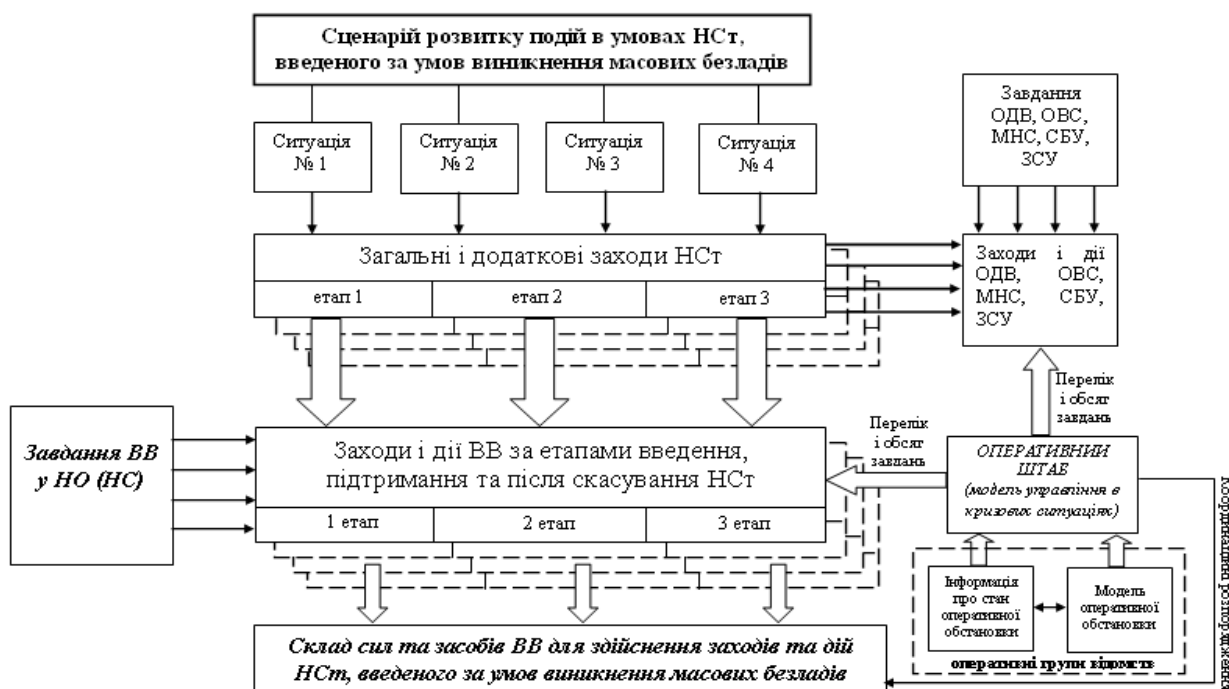 Сценарій розвитку подій в умовах НСт,
введеного за умов виникнення масових безладів
Ситуація
№ 1
Ситуація
№ 2
Ситуація
№ 3
Ситуація
№ 4
Завдання
ОДВ, ОВС,
МНС, СБУ,
ЗСУ
Загальні і додаткові заходи НСт
етап 1
етап 2
етап 3
Заходи і дії
ОДВ, ОВС,
МНС, СБУ,
ЗСУ
Перелік
і обсяг
завдань
Завдання ВВ
у НО (НС)
Заходи і дії ВВ за етапами введення,
підтримання та після скасування НСт
1 етап
2 етап
3 етап
Перелік
і обсяг
завдань
ОПЕРАТИВНИЙ
ШТАБ
(модель управління в
кризових ситуаціях)
Інформація
про стан
оперативної
обстановки
Модель
оперативної
обстановки
оперативні групи відомств
Координаційні розпорядження
Склад сил та засобів ВВ для здійснення заходів та дій
НСт, введеного за умов виникнення масових безладів